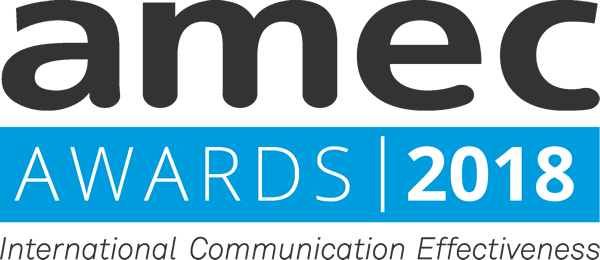 amec
AWARDS | 2018
International Communication Effectiveness